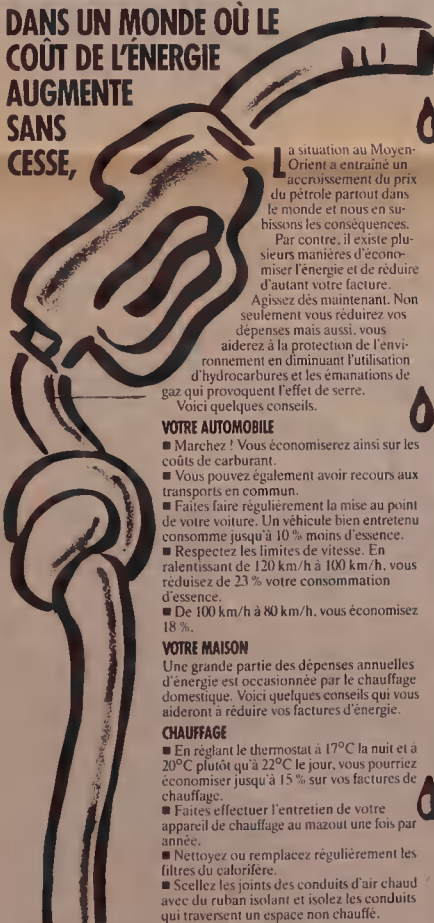 DANS UN MONDE OÙ LE
COÛT DE L'ÉNERGIE
AUGMENTE
SANS
CESSE,
La situation au Moyen-
Orient a entraîné un
accroissement du prix
du pétrole partout dans
le monde et nous en su-
bissons les conséquences.
Par contre, il existe plu-
sieurs manières d'écono-
miser l'énergie et de réduire
d'autant votre facture.
Agissez dès maintenant. Non
seulement vous réduirez vos
dépenses mais aussi, vous
aiderez à la protection de l'envi-
ronnement en diminuant l'utilisation
d'hydrocarbures et les émanations de
gaz qui provoquent l'effet de serre.
Voici quelques conseils.
VOTRE AUTOMOBILE
■ Marchez ! Vous économiserez ainsi sur les
coûts de carburant.
■ Vous pouvez également avoir recours aux
transports en commun.
■ Faites faire régulièrement la mise au point
de votre voiture. Un véhicule bien entretenu
consomme jusqu'à 10 % moins d'essence.
■ Respectez les limites de vitesse. En
ralentissant de 120 km/h à 100 km/h, vous
réduisez de 23 % votre consommation
d'essence.
■ De 100 km/h à 80 km/h, vous économisez
18 %.
VOTRE MAISON
Une grande partie des dépenses annuelles
d'énergie est occasionnée par le chauffage
domestique. Voici quelques conseils qui vous
aideront à réduire vos factures d'énergie.
CHAUFFAGE
■ En réglant le thermostat à 17°C la nuit et à
20°C plutôt qu'à 22°C le jour, vous pourriez
économiser jusqu'à 15 % sur vos factures de
chauffage.
■ Faites effectuer l'entretien de votre
appareil de chauffage au mazout une fois par
année.
■ Nettoyez ou remplacez régulièrement les
filtres du calorifère.
■ Scellez les joints des conduits d'air chaud
avec du ruban isolant et isolez les conduits
qui traversent un espace non chauffé.